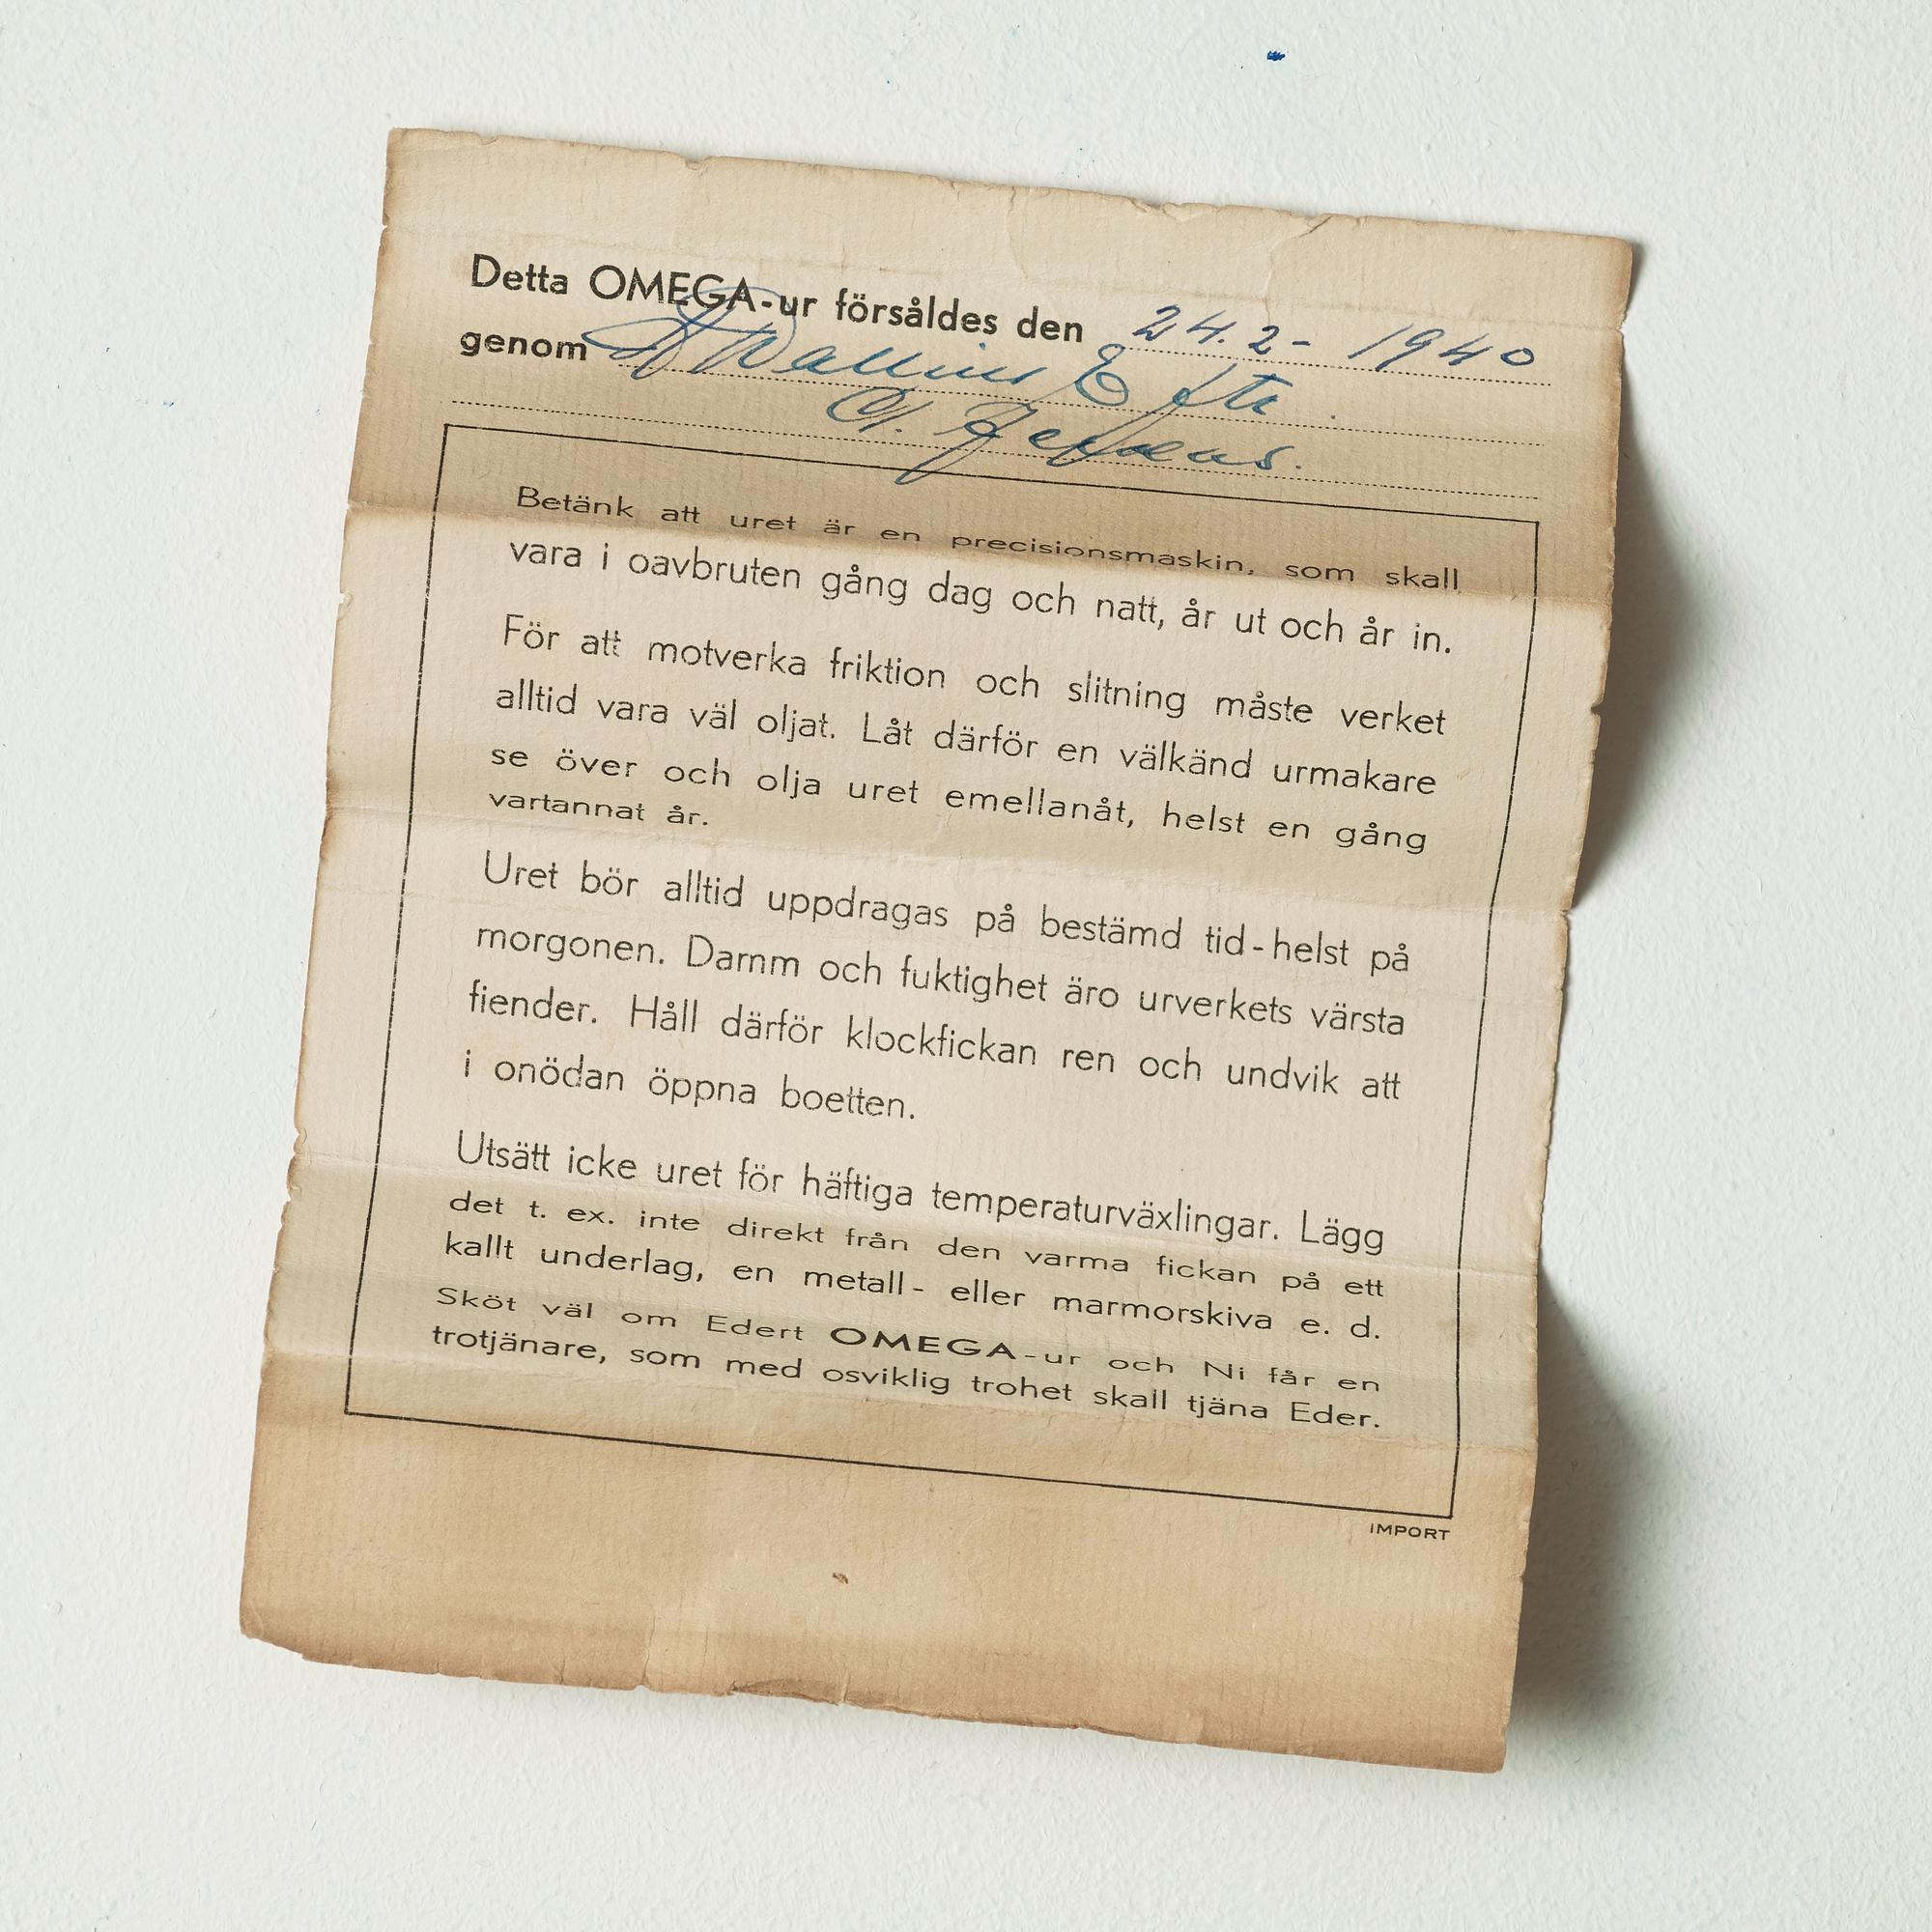 Detta OMEGA-ur försåldes den 24.2- 1940
genom A Wallins Eftr.
betänk att uret är en precisionsmaskin, som skall
vara i oavbruten gång dag och natt, år ut och år in.
För att motverka friktion och slitning måste verket
alltid vara väl oljat. Låt därför en välkänd urmakare
se över och olja uret emellanåt, helst en gång
vartannat år.
Uret bör alltid uppdragas på bestämd tid-helst på
morgonen. Damm och fuktighet äro urverkets värsta
fiender. Håll därför klockfickan ren och undvik att
i onödan öppna boetten.
Utsätt icke uret för häftiga temperaturväxlingar. Lägg
det t. ex. inte direkt från den varma fickan på ett
kallt underlag, en metall- eller marmorskiva e. d.
Sköt väl om Edert OMEGA-ur och Ni får en
trotjänare, som med osviklig trohet skall tjäna Eder.
IMPORT